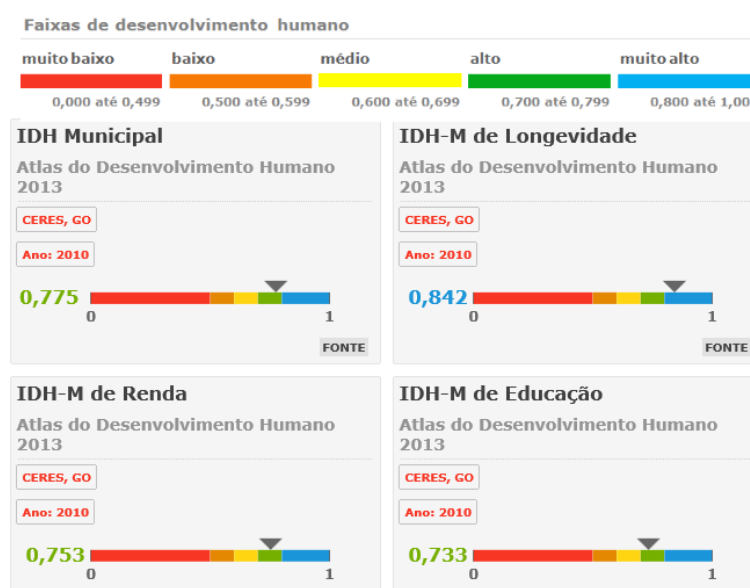 Faixas de desenvolvimento humano
muito baixo baixo médio alto muito alto
0,000 até 0,499 0,500 até 0,599 0,600 até 0,699 0,700 até 0,799 0,800 até 1,00
IDH Municipal
Atlas do Desenvolvimento Humano
2013
CERES, GO
Ano: 2010
0,775
0 1
FONTE
IDH-M de Longevidade
Atlas do Desenvolvimento Humano
2013
CERES, GO
Ano: 2010
0,842
0 1
FONTE
IDH-M de Renda
Atlas do Desenvolvimento Humano
2013
CERES, GO
Ano: 2010
0,753
0 1
IDH-M de Educação
Atlas do Desenvolvimento Humano
2013
CERES, GO
Ano: 2010
0,733
0 1